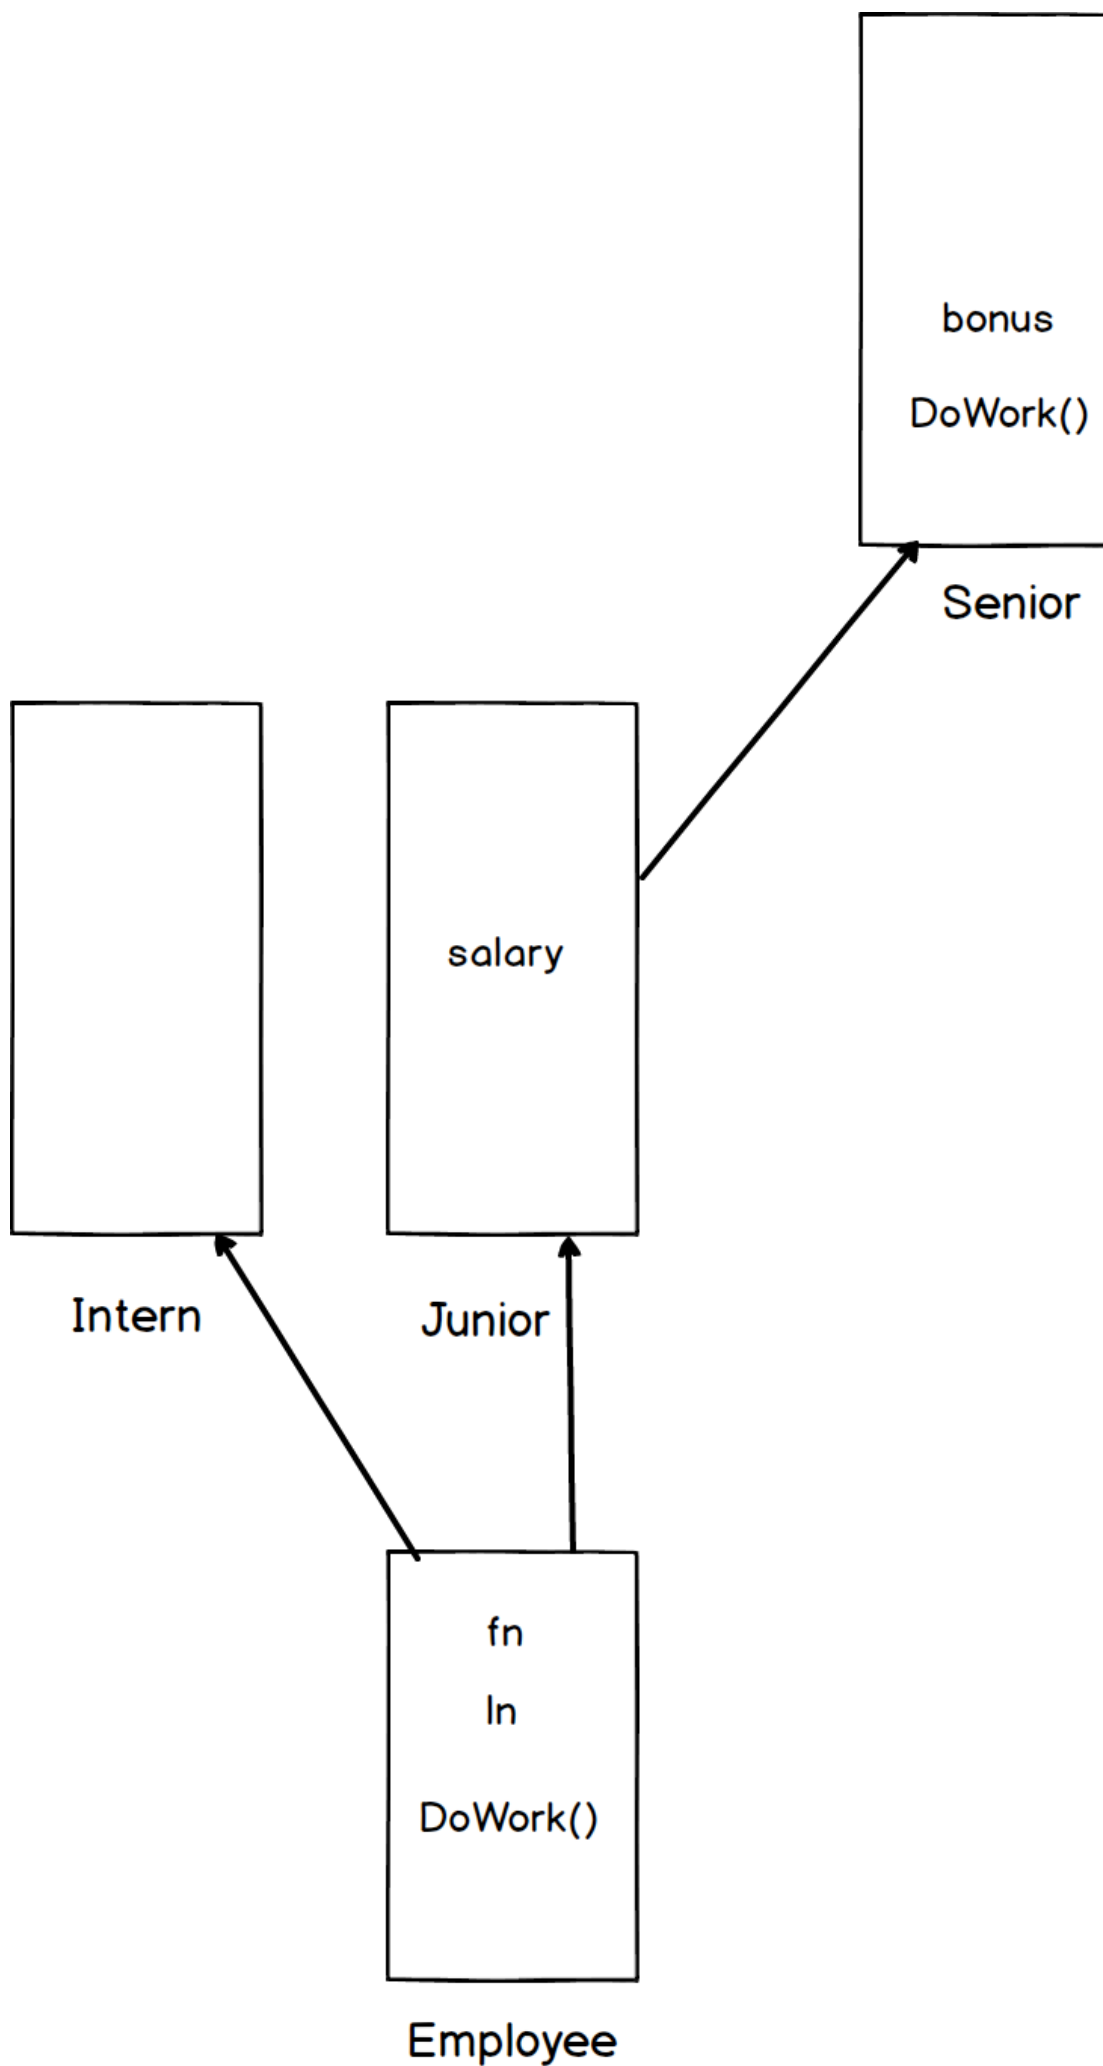 bonus
DoWork()
Senior
salary
Intern
Junior
fn
ln
DoWork()
Employee